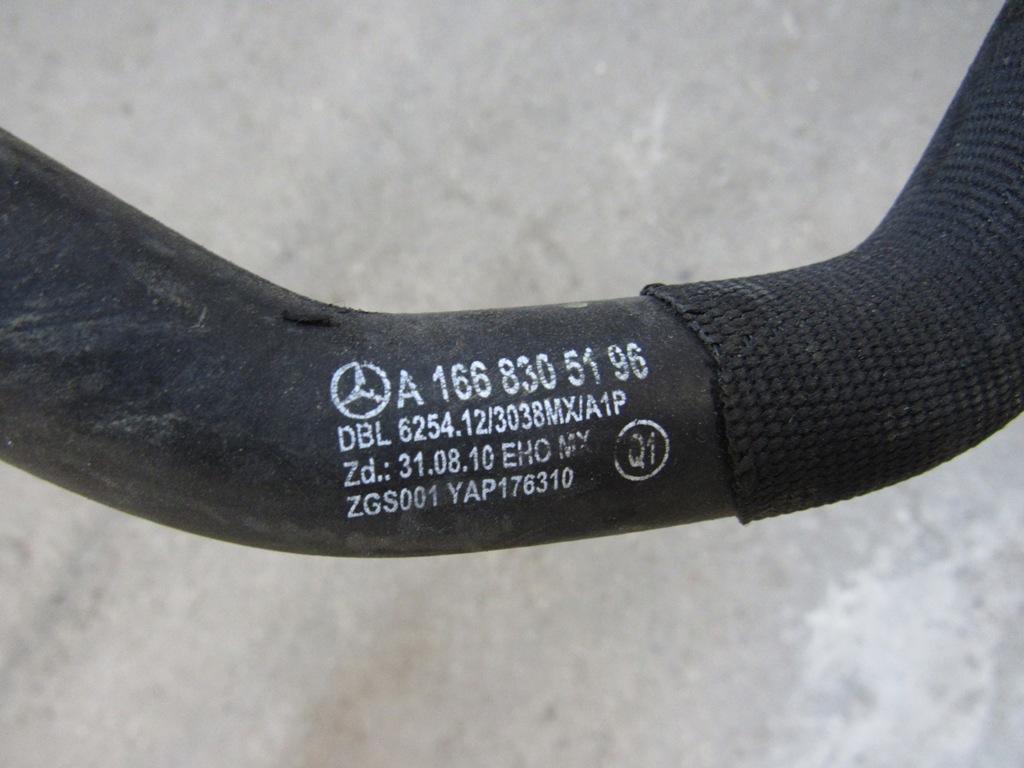 A 166 830 51 96
DBL 6254.12/3038MX/A1P
Zd.: 31.08.10 EHO MX
Q1
ZGS001 YAP176310